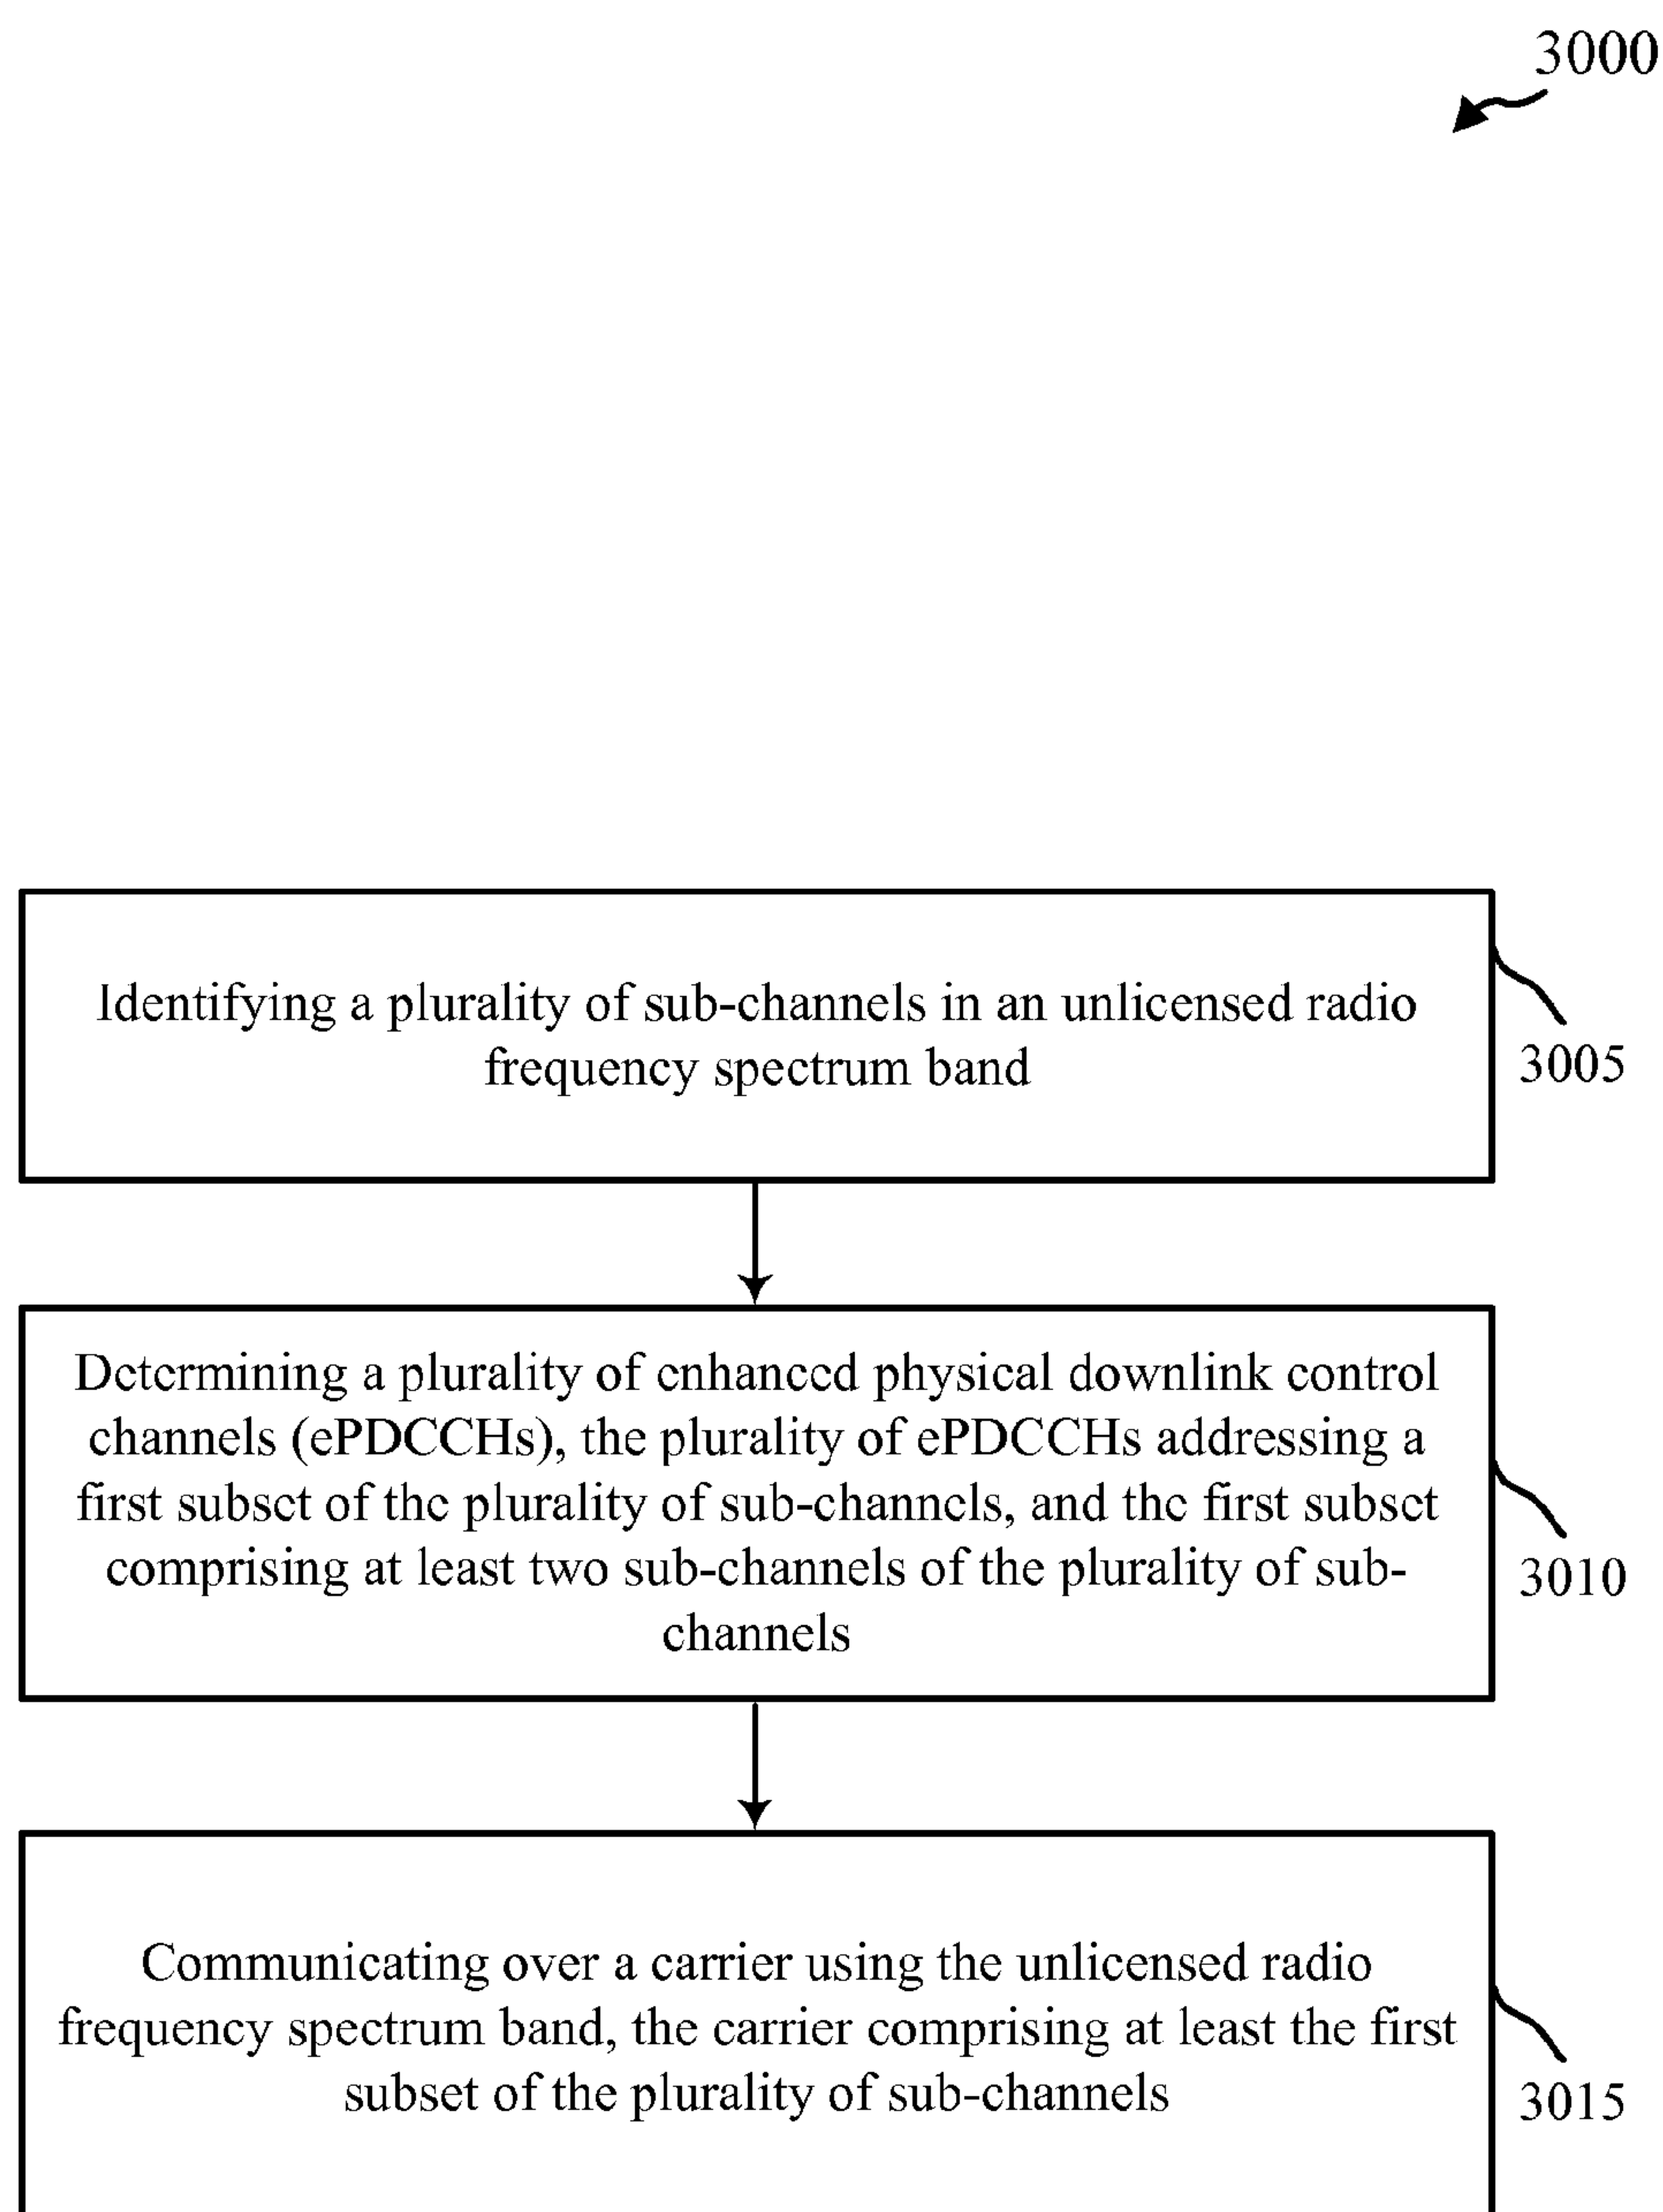 3000
Identifying a plurality of sub-channels in an unlicensed radio
frequency spectrum band
3005
Determining a plurality of enhanced physical downlink control
channels (ePDCCHs), the plurality of ePDCCHs addressing a
first subset of the plurality of sub-channels, and the first subset
comprising at least two sub-channels of the plurality of sub-
channels
3010
Communicating over a carrier using the unlicensed radio
frequency spectrum band, the carrier comprising at least the first
subset of the plurality of sub-channels
3015